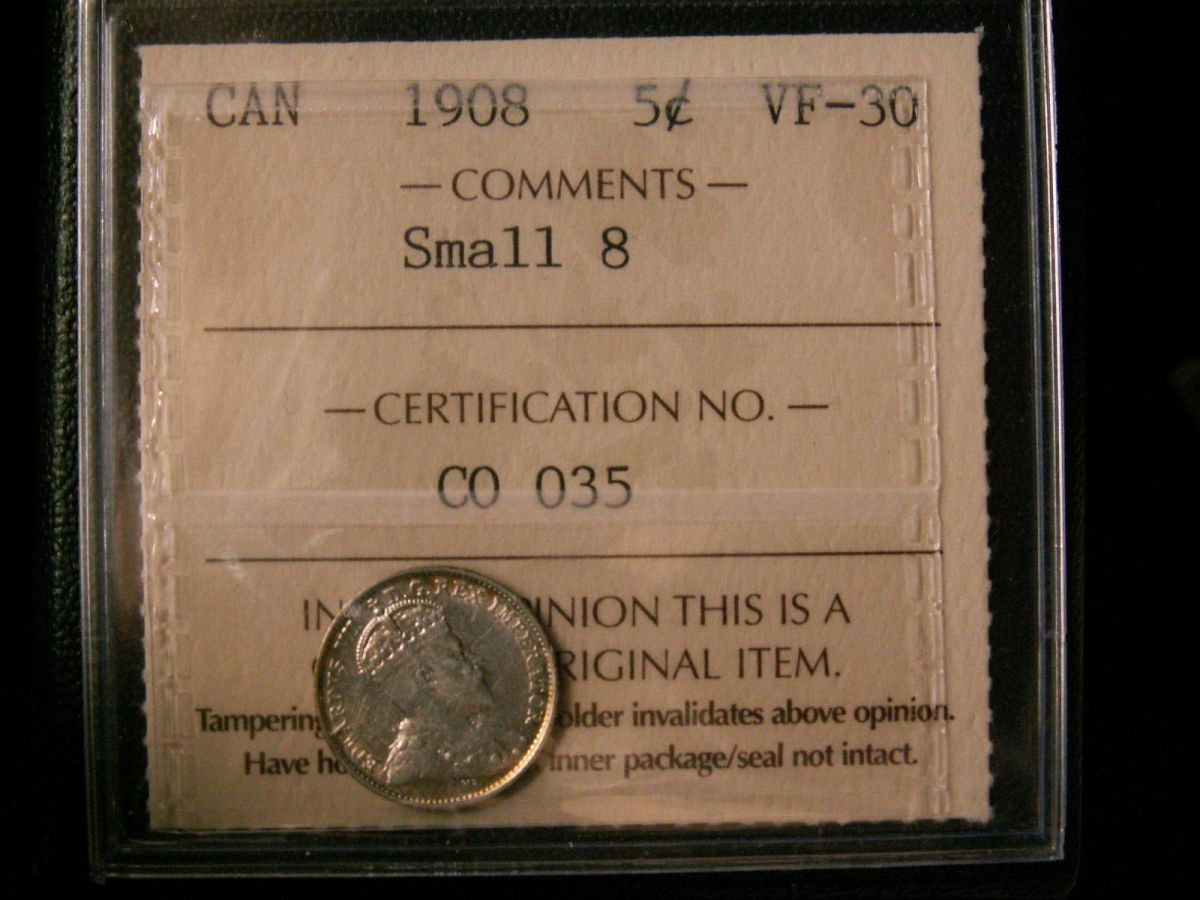 CAN 1908 5¢ VF-30
— COMMENTS —
Small 8
— CERTIFICATION NO. —
CO 035
IN INION THIS IS A
RIGINAL ITEM.
Tampering older invalidates above opinion.
Have inner package/seal not intact.